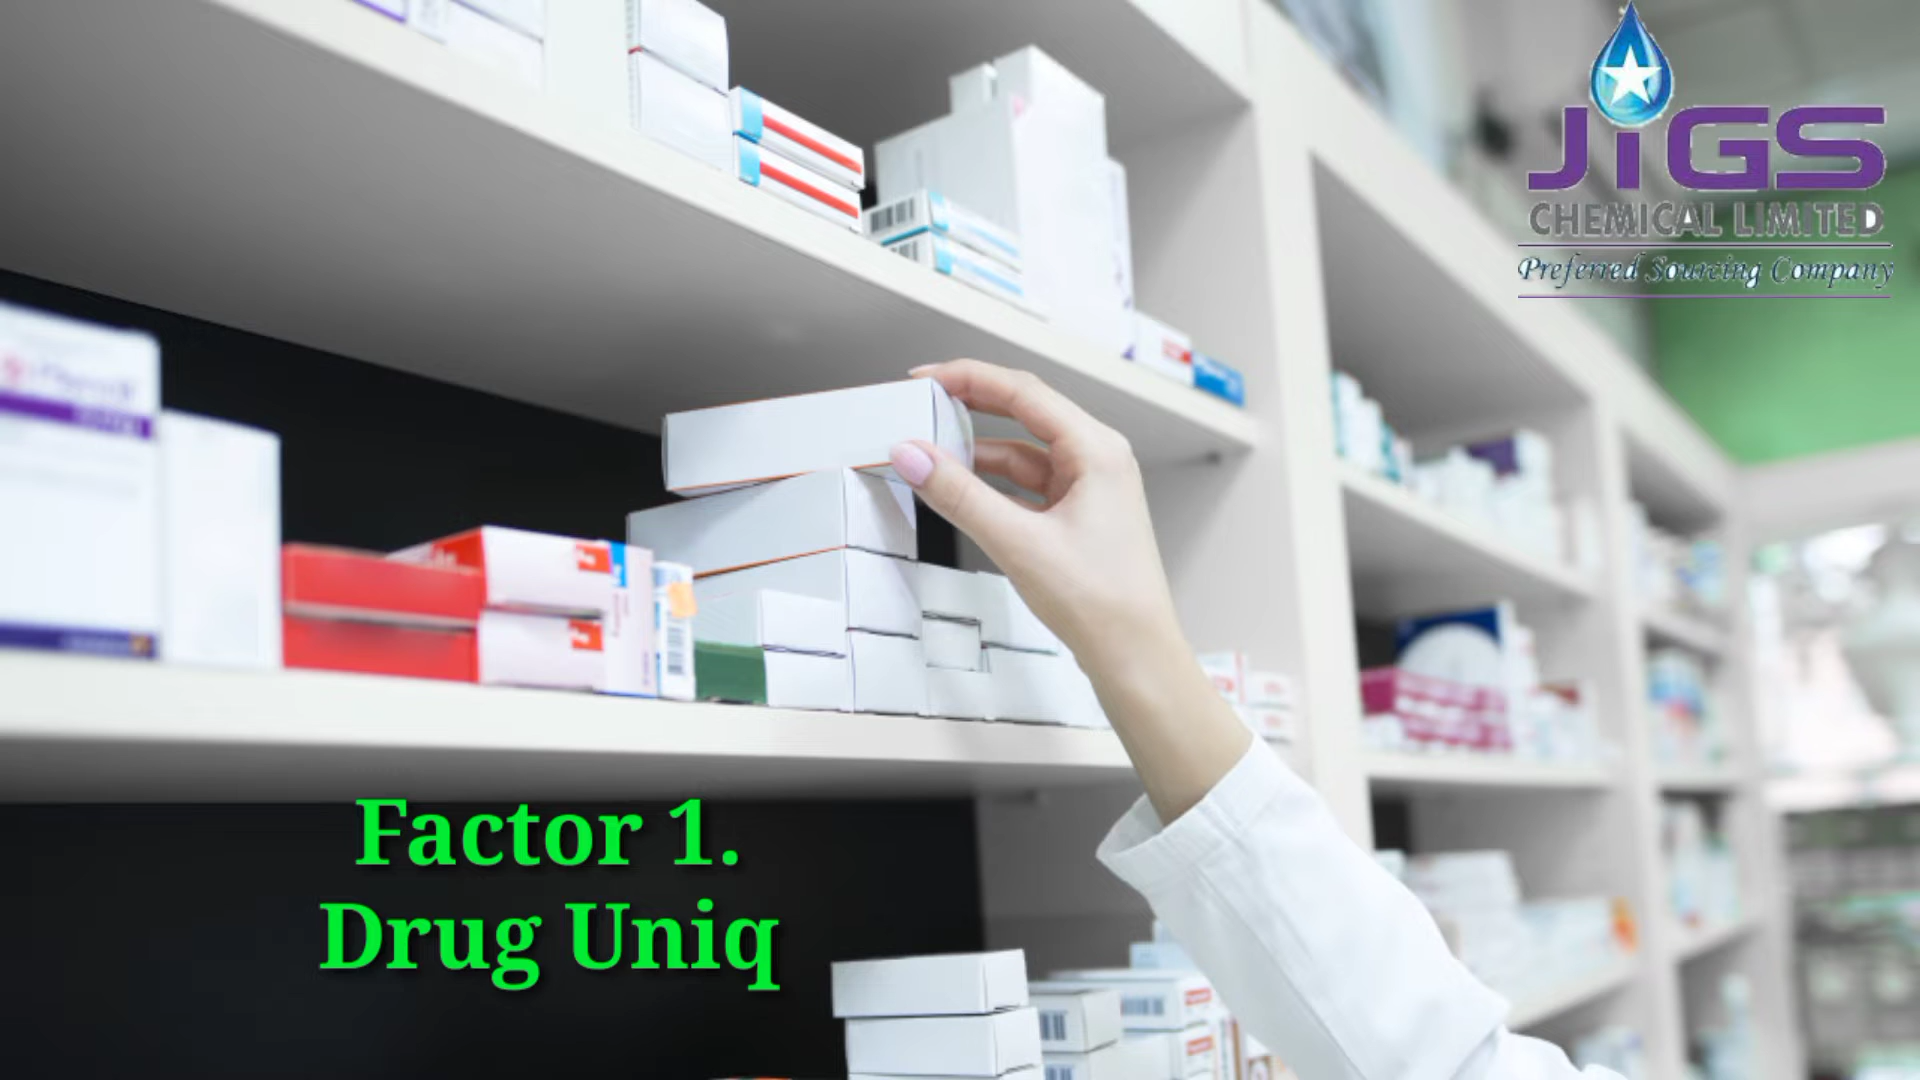 JiGS
CHEMICAL LIMITED
Preferred Sourcing Company
Factor 1.
Drug Uniq